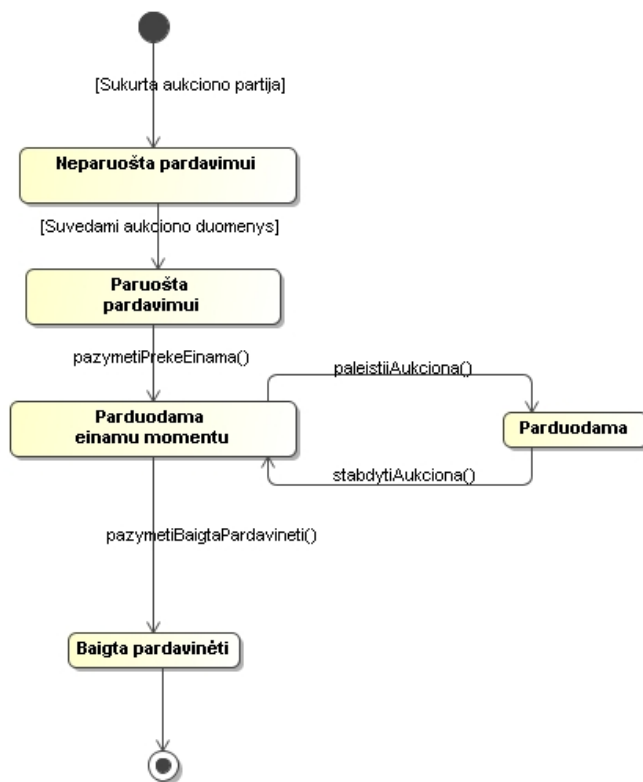 [Sukurta aukciono partija]
Neparuošta pardavimui
[Suvedami aukciono duomenys]
Paruošta
pardavimui
pazymetiPrekeEinama()
paleistiiAukciona()
Parduodama
einamu momentu
Parduodama
stabdytiAukciona()
pazymetiBaigtaPardavineti()
Baigta pardavinėti